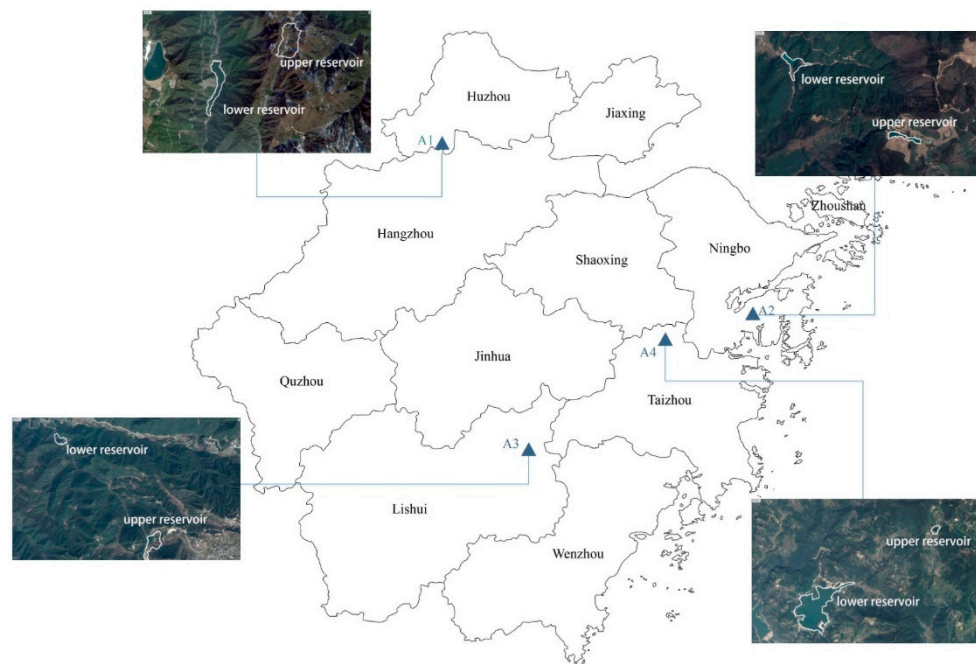 upper reservoir
lower reservoir
lower reservoir
upper reservoir
Huzhou
Jiaxing
A1
Zhoushan
Hangzhou
Shaoxing
Ningbo
A2
Jinhua
A4
Quzhou
Taizhou
lower reservoir
A3
upper reservoir
Lishui
upper reservoir
Wenzhou
lower reservoir